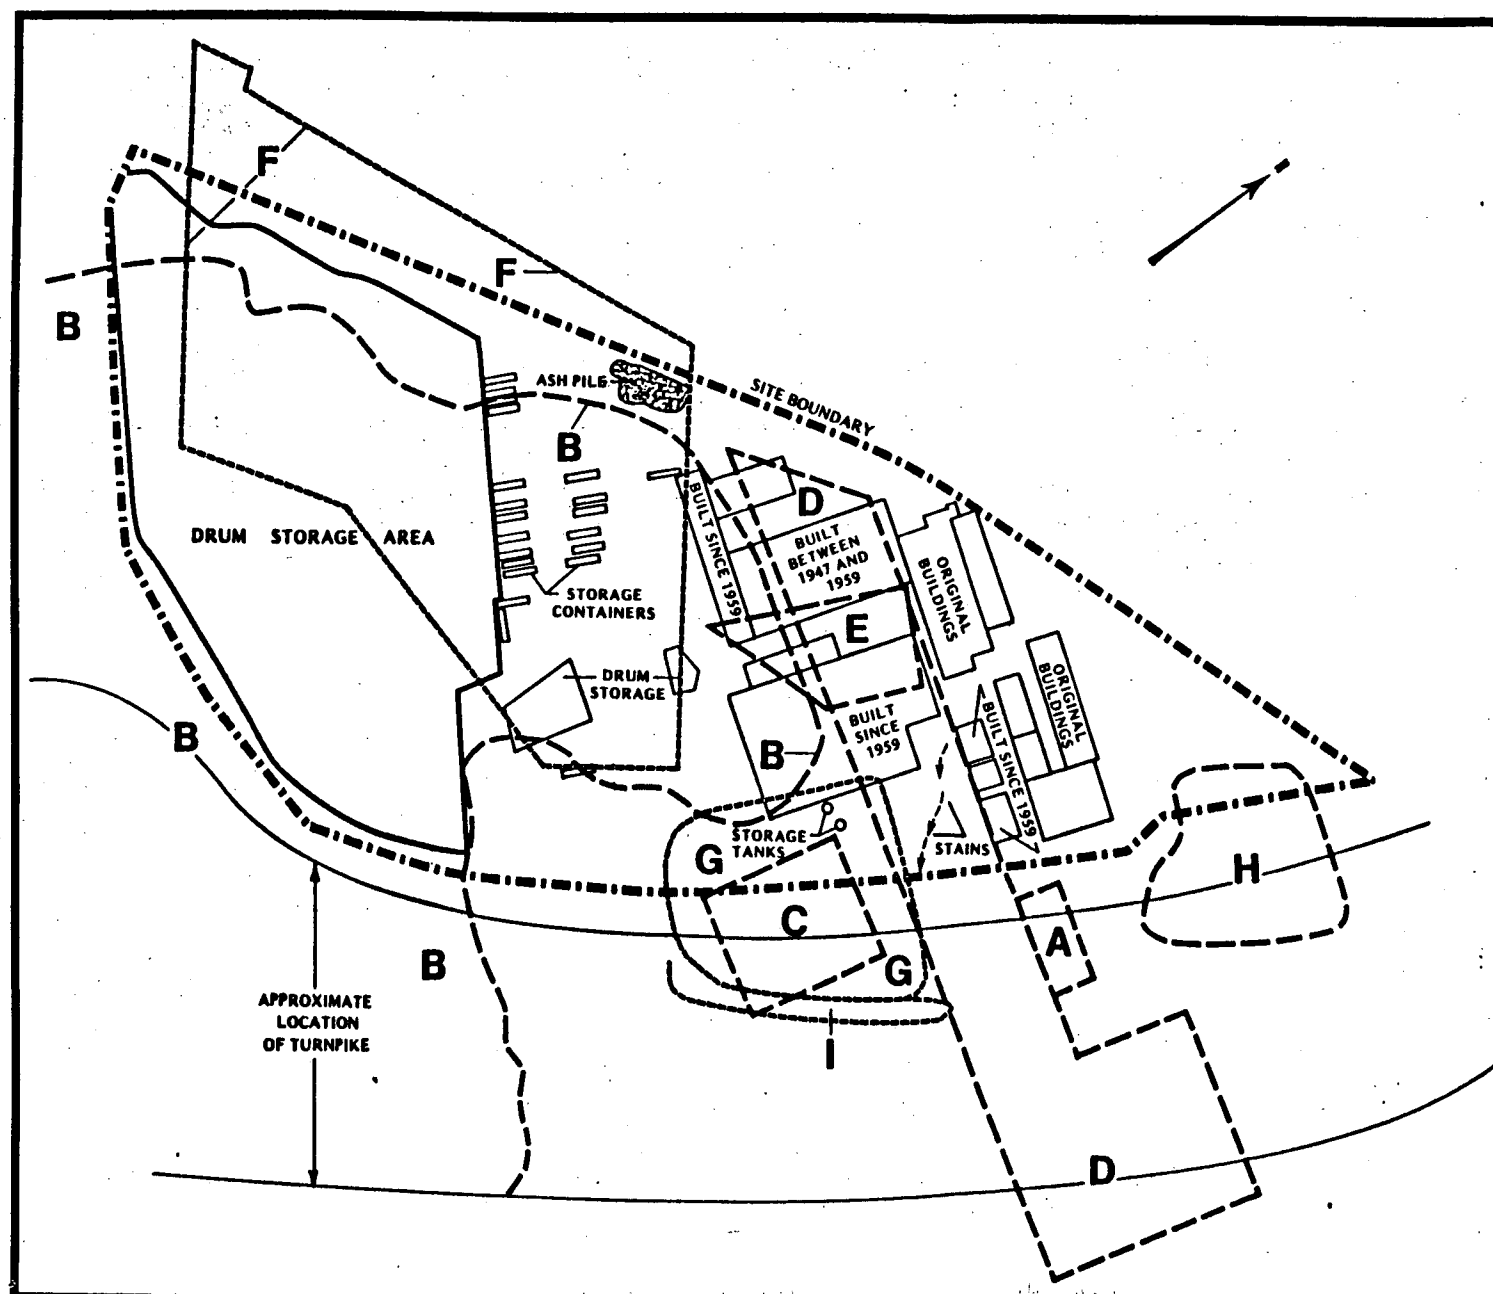 F
F
B
SITE BOUNDARY
ASH PILE
B
D
BUILT SINCE 1959
BUILT
BETWEEN
1947 AND
1959
ORIGINAL
BUILDINGS
DRUM STORAGE AREA
STORAGE
CONTAINERS
E
ORIGINAL
BUILDINGS
DRUM
STORAGE
BUILT
SINCE
1959
BUILT SINCE 1959
B
B
STORAGE
TANKS
STAINS
G
H
C
A
B
G
APPROXIMATE
LOCATION
OF TURNPIKE
I
D